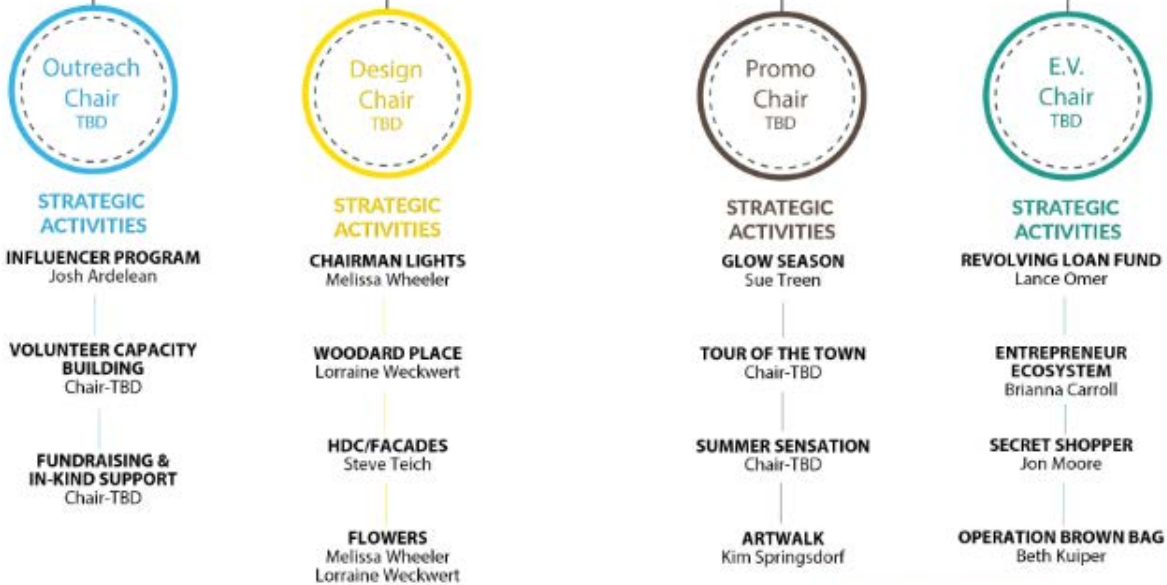 Outreach
Chair
TBD
STRATEGIC
ACTIVITIES
INFLUENCER PROGRAM
Josh Ardelean
VOLUNTEER CAPACITY
BUILDING
Chair-TBD
FUNDRAISING &
IN-KIND SUPPORT
Chair-TBD
Design
Chair
TBD
STRATEGIC
ACTIVITIES
CHAIRMAN LIGHTS
Melissa Wheeler
WOODARD PLACE
Lorraine Weckwert
HDC/FACADES
Steve Teich
FLOWERS
Melissa Wheeler
Lorraine Weckwert
Promo
Chair
TBD
STRATEGIC
ACTIVITIES
GLOW SEASON
Sue Treen
TOUR OF THE TOWN
Chair-TBD
SUMMER SENSATION
Chair-TBD
ARTWALK
Kim Springsdorf
E.V.
Chair
TBD
STRATEGIC
ACTIVITIES
REVOLVING LOAN FUND
Lance Omer
ENTREPRENEUR
ECOSYSTEM
Brianna Carroll
SECRET SHOPPER
Jon Moore
OPERATION BROWN BAG
Beth Kuiper